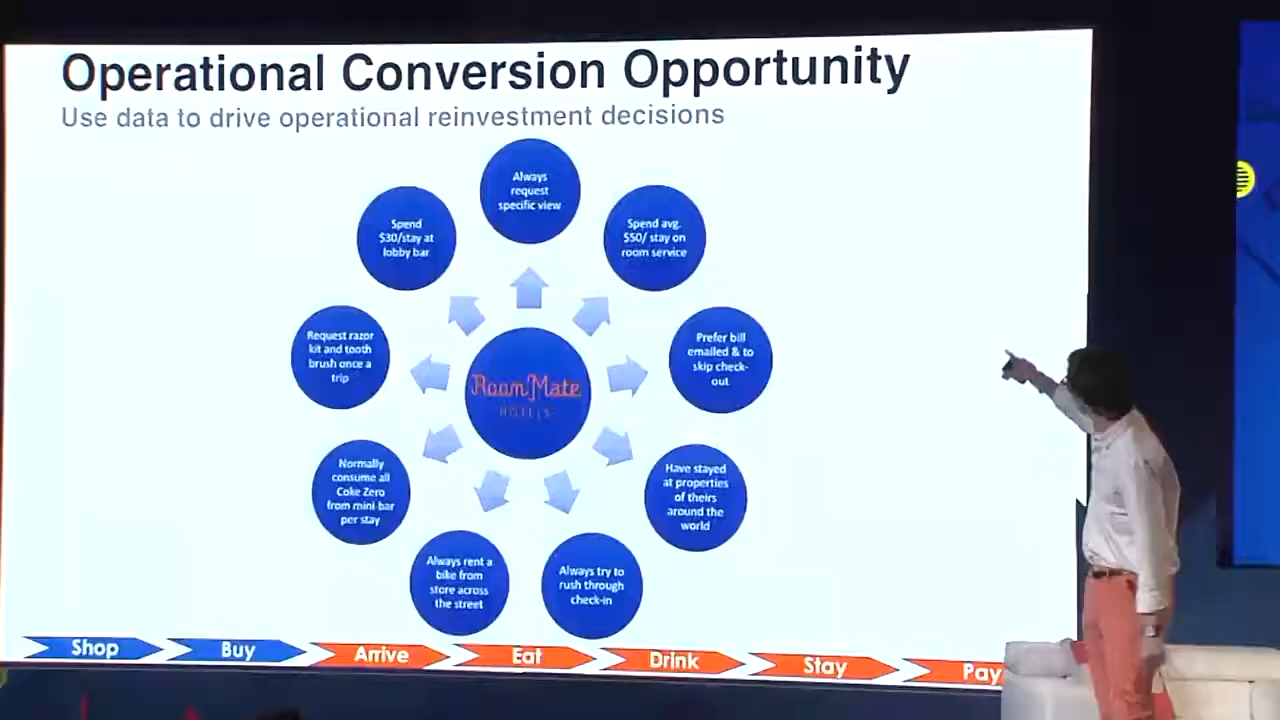 Operational Conversion Opportunity
Use data to drive operational reinvestment decisions
Always
request
specific view
Spend avg.
$50/ stay on
room service
Prefer bill
emailed & to
skip check-
out
Have stayed
at properties
of theirs
around the
world
Always try to
rush through
check-in
Always rent a
bike from
store across
the street
Normally
consume all
Coke Zero
from mini bar
per stay
Request razor
kit and tooth
brush once a
trip
Spend
$30/stay at
lobby bar
Room Mate
HOTELS
Shop
Buy
Arrive
Eat
Drink
Stay
Pay